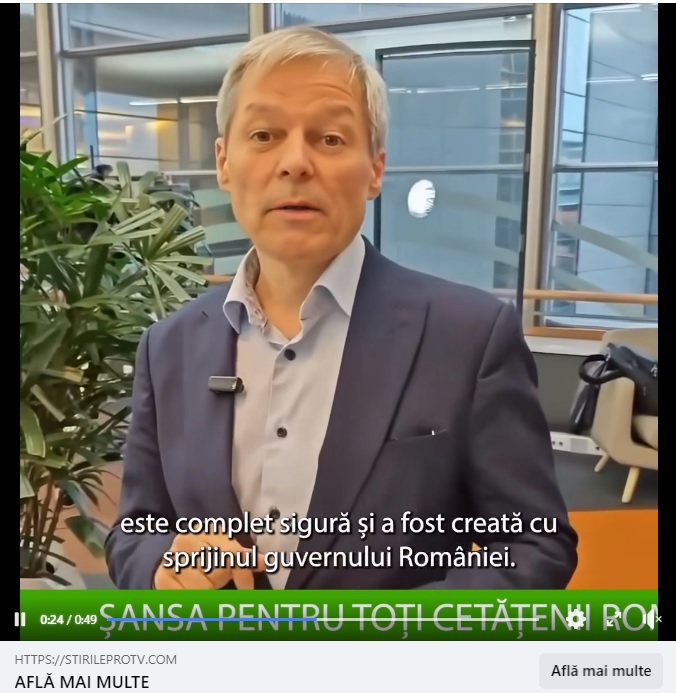 este complet sigură și a fost creată cu
sprijinul guvernului României.
0:24 / 0:49
ȘANSA PENTRU TOȚI CETĂȚENII ROM
HTTPS://STIRILEPROTV.COM
AFLĂ MAI MULTE
Află mai multe